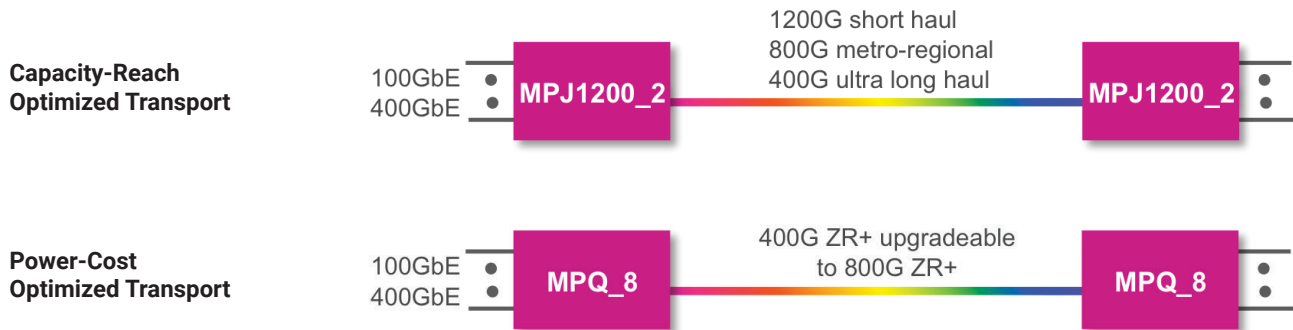 Capacity-Reach
Optimized Transport
100GbE
400GbE
MPJ1200_2
1200G short haul
800G metro-regional
400G ultra long haul
MPJ1200_2
Power-Cost
Optimized Transport
100GbE
400GbE
MPQ_8
400G ZR+ upgradeable
to 800G ZR+
MPQ_8